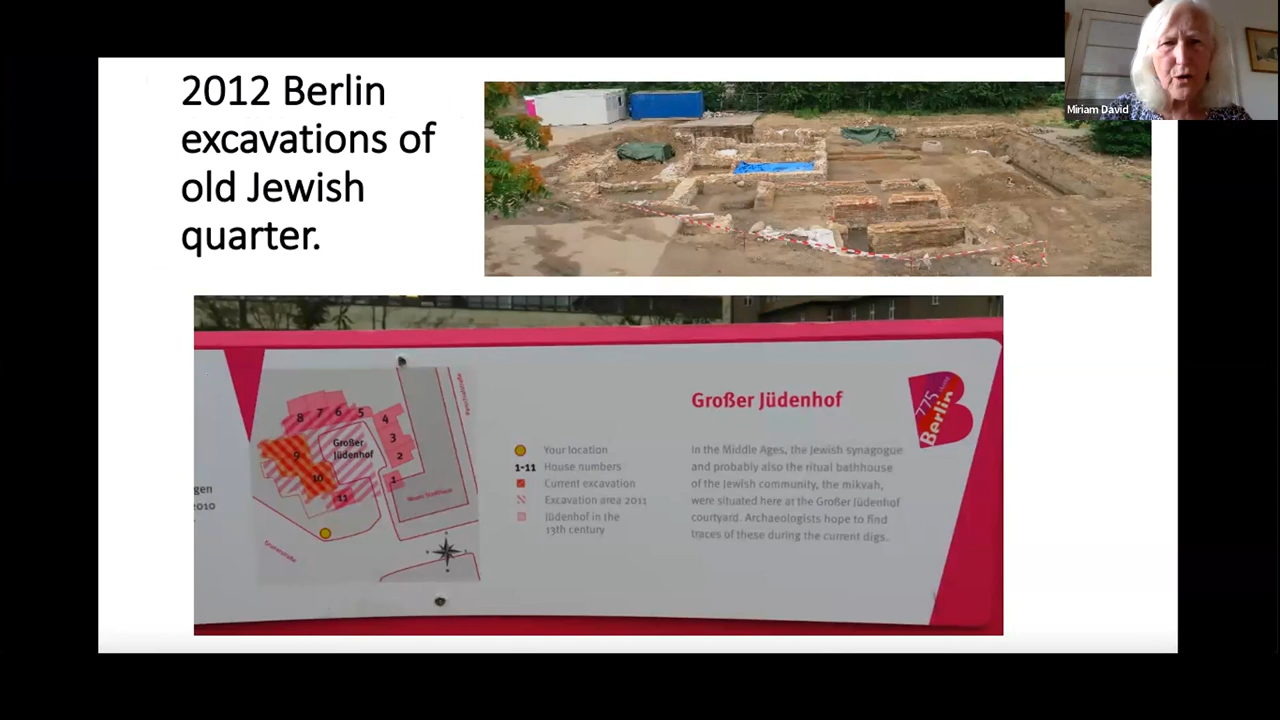 2012 Berlin
excavations of
old Jewish
quarter.
Miriam David
Großer Jüdenhof
775 JAHRE
Berlin
8 7 6 5 4
3
2
1
9
10
11
Großer
Jüdenhof
Neues Stadthaus
Grunerstraße
gen
2010
Your location
1-11 House numbers
Current excavation
Excavation area 2011
Jüdenhof in the
13th century
In the Middle Ages, the Jewish synagogue
and probably also the ritual bathhouse
of the Jewish community, the mikvah,
were situated here at the Großer Jüdenhof
courtyard. Archaeologists hope to find
traces of these during the current digs.